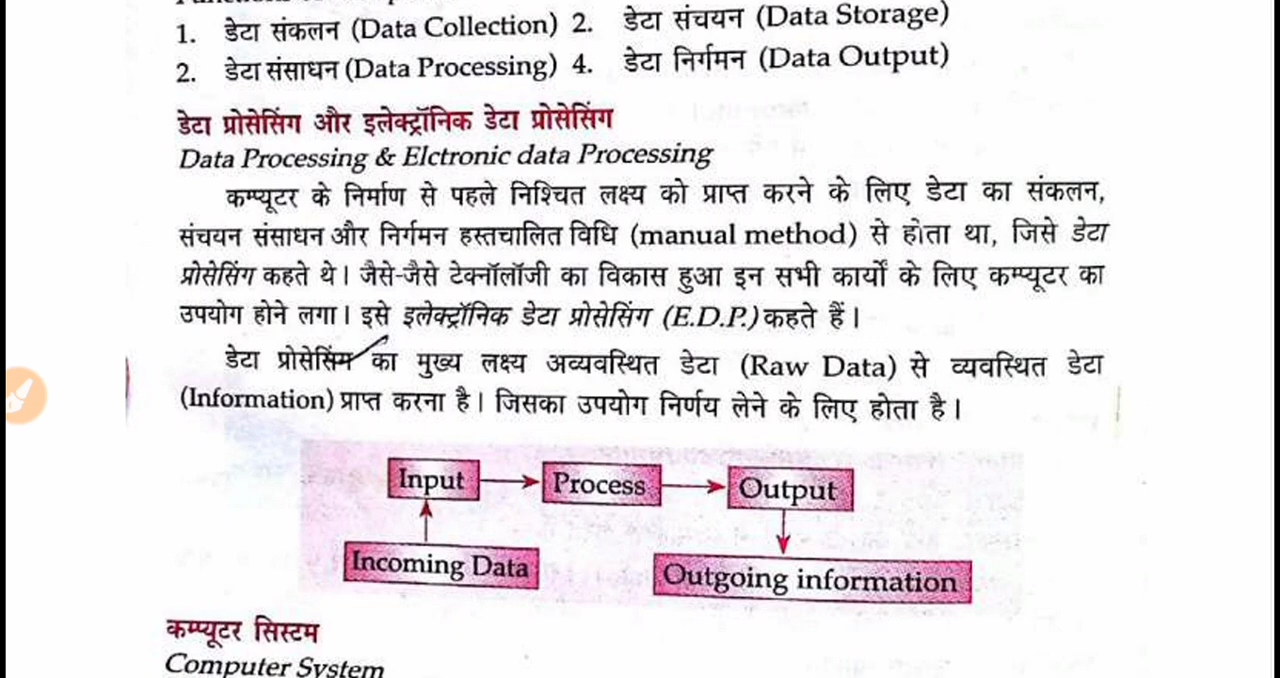 1. डेटा संकलन (Data Collection) 2. डेटा संचयन (Data Storage)
2. डेटा संसाधन (Data Processing) 4. डेटा निर्गमन (Data Output)
डेटा प्रोसेसिंग और इलेक्ट्रॉनिक डेटा प्रोसेसिंग
Data Processing & Elctronic data Processing
कम्प्यूटर के निर्माण से पहले निश्चित लक्ष्य को प्राप्त करने के लिए डेटा का संकलन,
संचयन संसाधन और निर्गमन हस्तचालित विधि (manual method) से होता था, जिसे डेटा
प्रोसेसिंग कहते थे। जैसे-जैसे टेक्नॉलॉजी का विकास हुआ इन सभी कार्यों के लिए कम्प्यूटर का
उपयोग होने लगा। इसे इलेक्ट्रॉनिक डेटा प्रोसेसिंग (E.D.P.) कहते हैं।
डेटा प्रोसेसिंग का मुख्य लक्ष्य अव्यवस्थित डेटा (Raw Data) से व्यवस्थित डेटा
(Information) प्राप्त करना है। जिसका उपयोग निर्णय लेने के लिए होता है।
Input Process Output
Incoming Data Outgoing information
कम्प्यूटर सिस्टम
Computer System